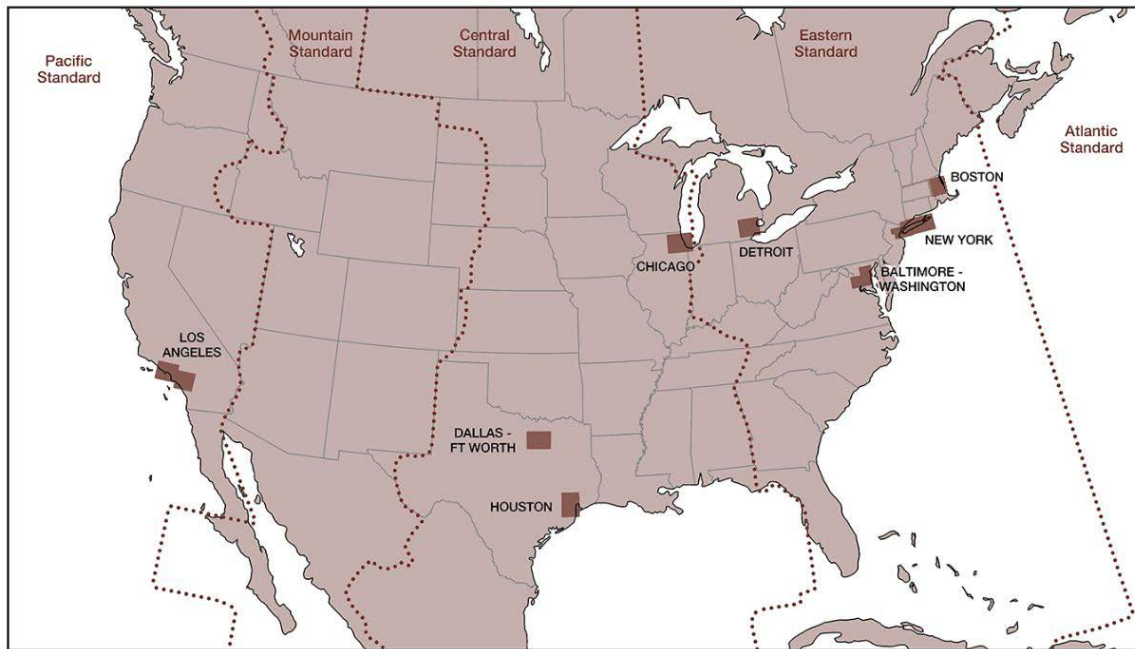 Pacific
Standard
Mountain
Standard
Central
Standard
Eastern
Standard
Atlantic
Standard
BOSTON
NEW YORK
DETROIT
CHICAGO
BALTIMORE -
WASHINGTON
LOS
ANGELES
DALLAS -
FT WORTH
HOUSTON